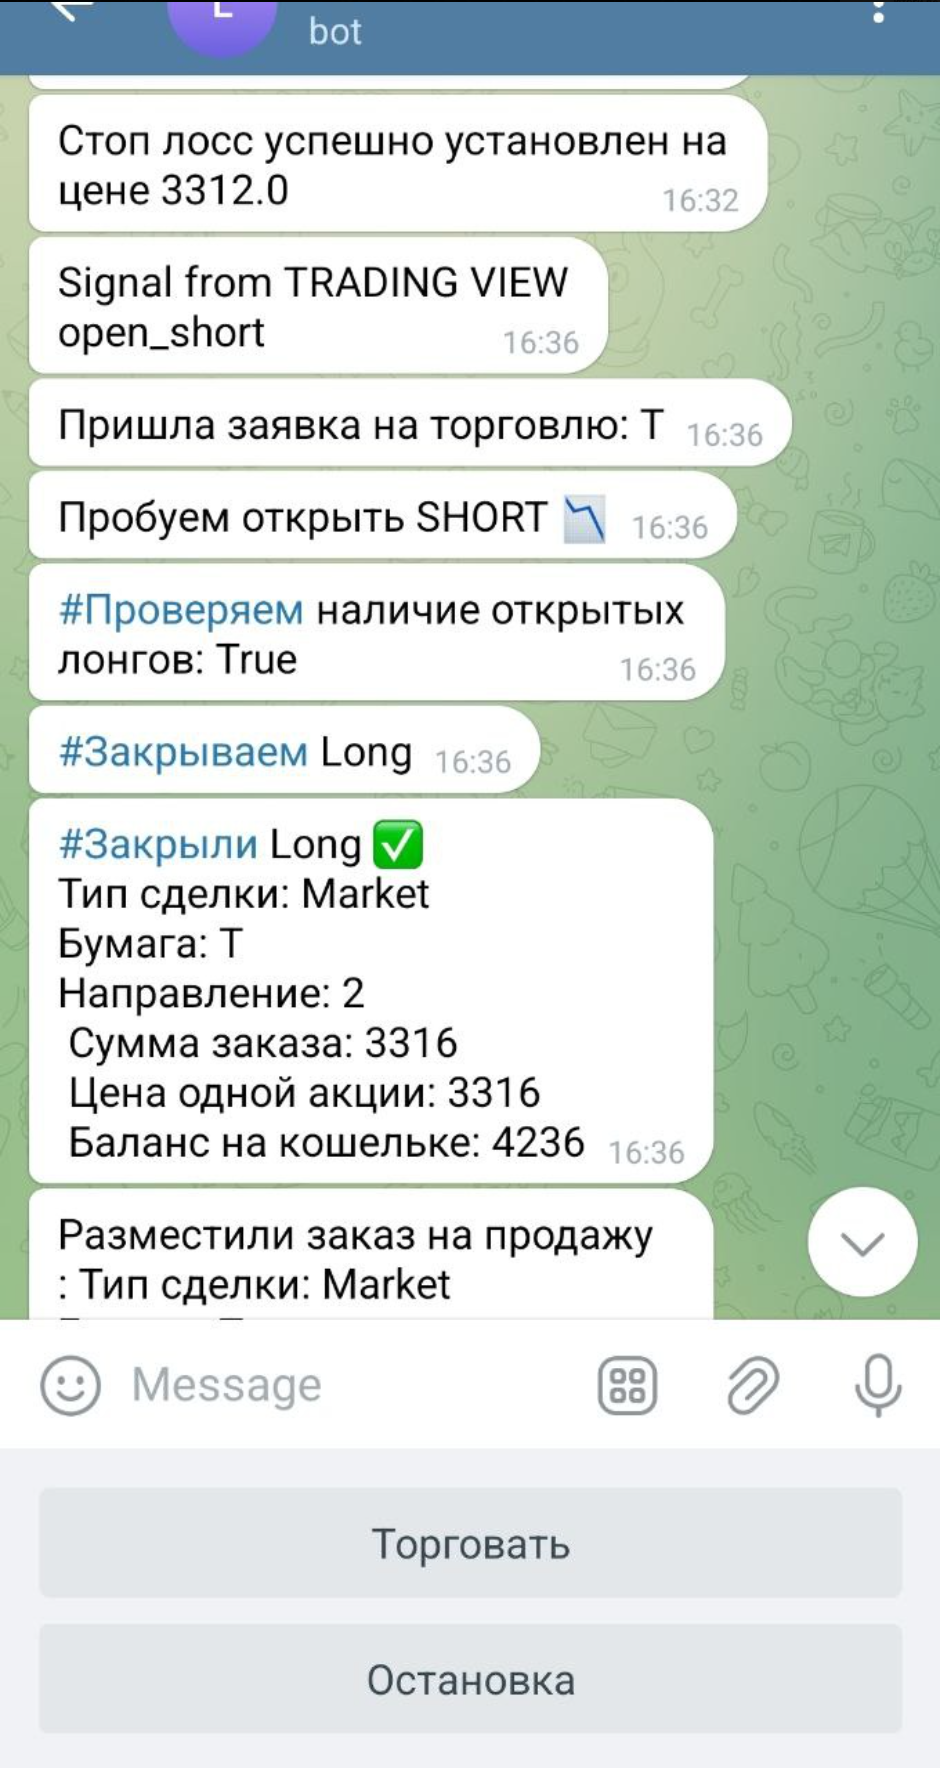 bot
Стоп лосс успешно установлен на
цене 3312.0
16:32
Signal from TRADING VIEW
open_short
16:36
Пришла заявка на торговлю: T
16:36
Пробуем открыть SHORT
16:36
#Проверяем наличие открытых
лонгов: True
16:36
#Закрываем Long
16:36
#Закрыли Long
Тип сделки: Market
Бумага: T
Направление: 2
Сумма заказа: 3316
Цена одной акции: 3316
Баланс на кошельке: 4236
16:36
Разместили заказ на продажу
: Тип сделки: Market
Message
Торговать
Остановка